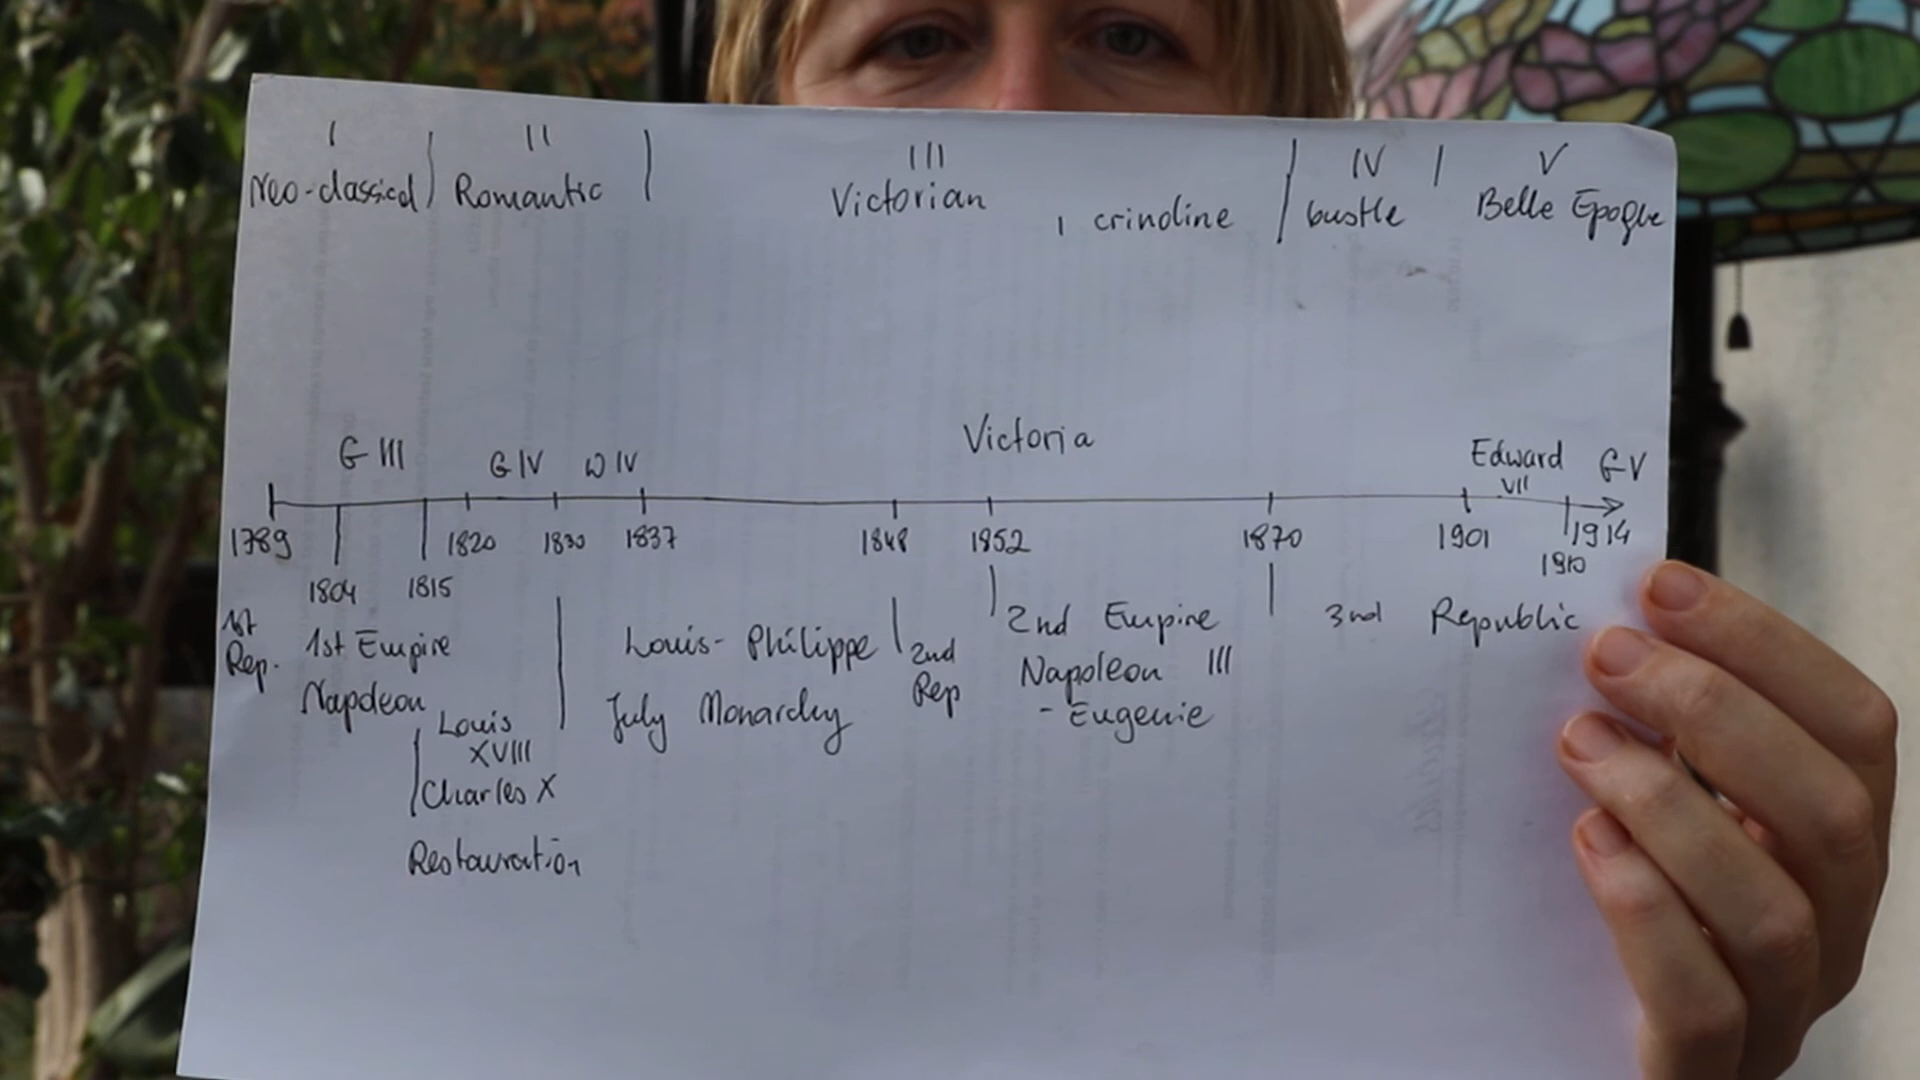 I | II | III | IV | V
Neo-classical Romantic Victorian | crinoline bustle Belle Epoque
G III G IV W IV Victoria Edward VII G V
1789 1804 1815 1820 1830 1837 1848 1852 1870 1901 1910 1914
1st Rep.
1st Empire
Napoleon
Louis XVIII
Charles X
Restauration
Louis-Philippe
July Monarchy
2nd Rep
2nd Empire
Napoleon III
- Eugenie
3nd Republic